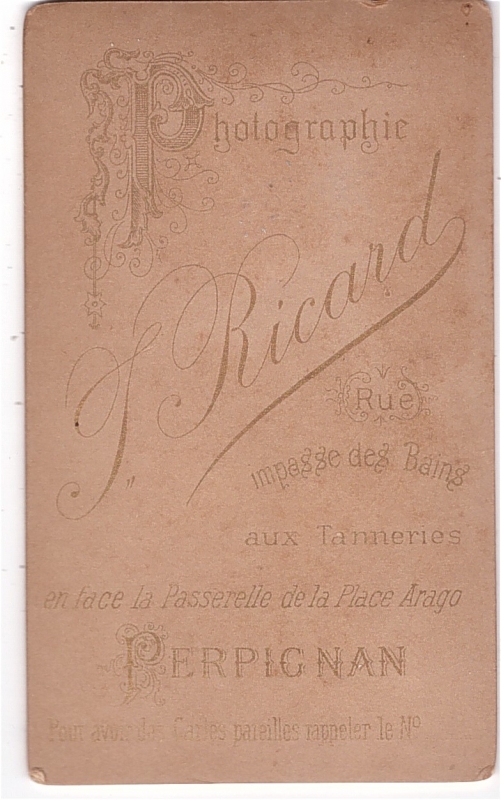 Photographie
J. Ricard
Rue
impasse des Bains
aux Tanneries
en face la Passerelle de la Place Arago
PERPIGNAN
Pour avoir des Cartes pareilles rappeler le Nº